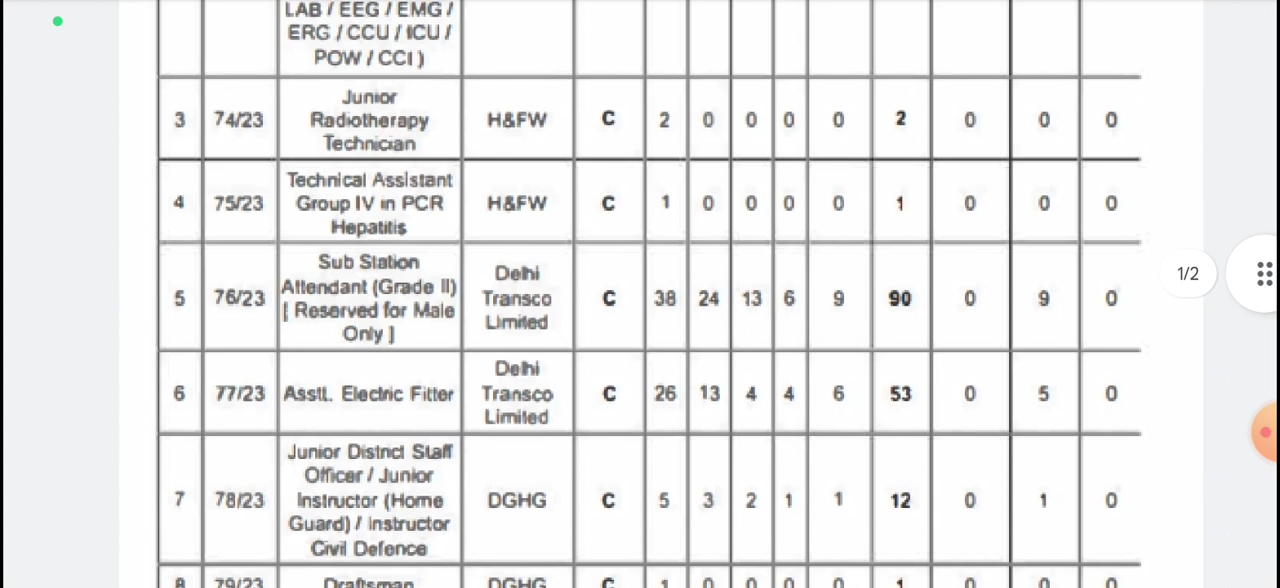 LAB / EEG / EMG /
ERG / CCU / ICU /
POW / CCI )
3 74/23 Junior Radiotherapy Technician H&FW C 2 0 0 0 0 2 0 0 0
4 75/23 Technical Assistant Group IV in PCR Hepatitis H&FW C 1 0 0 0 0 1 0 0 0
5 76/23 Sub Station Attendant (Grade II) [ Reserved for Male Only ] Delhi Transco Limited C 38 24 13 6 9 90 0 9 0
6 77/23 Asstt. Electric Fitter Delhi Transco Limited C 26 13 4 4 6 53 0 5 0
7 78/23 Junior District Staff Officer / Junior Instructor (Home Guard) / Instructor Civil Defence DGHG C 5 3 2 1 1 12 0 1 0
8 79/23 Draftsman DGHG C 1 0 0 0 0 1 0 0 0
1/2